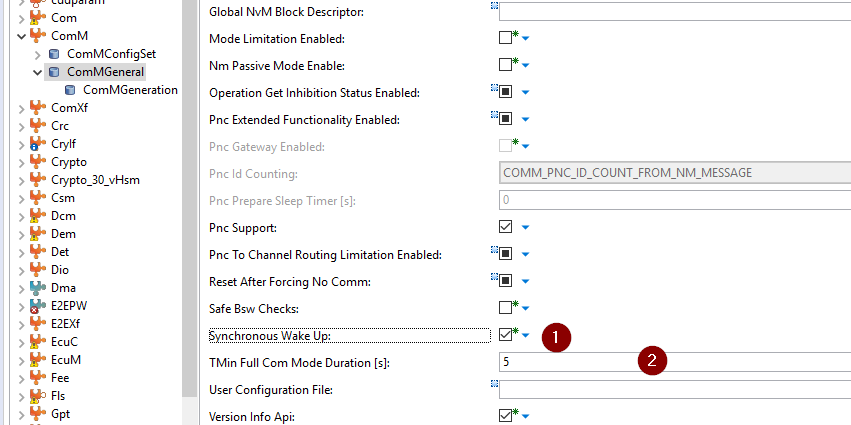 cddparam
Com
ComM
ComMConfigSet
ComMGeneral
ComMGeneration
ComXf
Crc
CryIf
Crypto
Crypto_30_vHsm
Csm
Dcm
Dem
Det
Dio
Dma
E2EPW
E2EXf
EcuC
EcuM
Fee
Fls
Gpt
Global NvM Block Descriptor:
Mode Limitation Enabled:
Nm Passive Mode Enable:
Operation Get Inhibition Status Enabled:
Pnc Extended Functionality Enabled:
Pnc Gateway Enabled:
Pnc Id Counting: COMM_PNC_ID_COUNT_FROM_NM_MESSAGE
Pnc Prepare Sleep Timer [s]: 0
Pnc Support:
Pnc To Channel Routing Limitation Enabled:
Reset After Forcing No Comm:
Safe Bsw Checks:
Synchronous Wake Up: 1
TMin Full Com Mode Duration [s]: 5 2
User Configuration File:
Version Info Api: